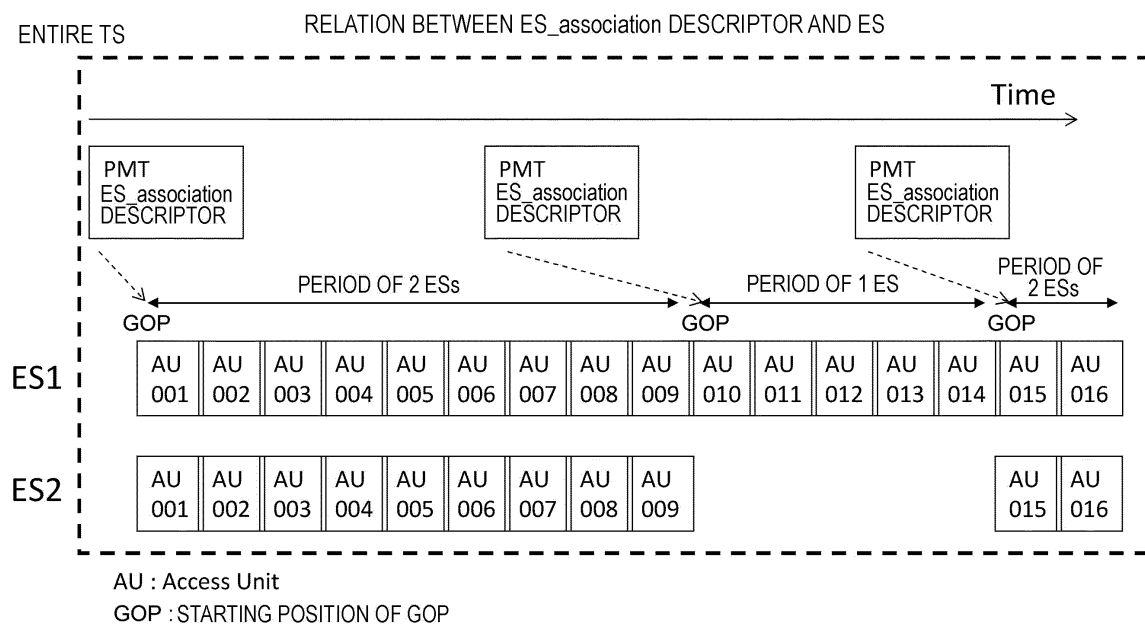 RELATION BETWEEN ES_association DESCRIPTOR AND ES
ENTIRE TS
Time
PMT
ES_association
DESCRIPTOR
PMT
ES_association
DESCRIPTOR
PMT
ES_association
DESCRIPTOR
PERIOD OF 2 ESs
PERIOD OF 1 ES
PERIOD OF
2 ESs
GOP
GOP
GOP
ES1
AU 001
AU 002
AU 003
AU 004
AU 005
AU 006
AU 007
AU 008
AU 009
AU 010
AU 011
AU 012
AU 013
AU 014
AU 015
AU 016
ES2
AU 001
AU 002
AU 003
AU 004
AU 005
AU 006
AU 007
AU 008
AU 009
AU 015
AU 016
AU : Access Unit
GOP : STARTING POSITION OF GOP